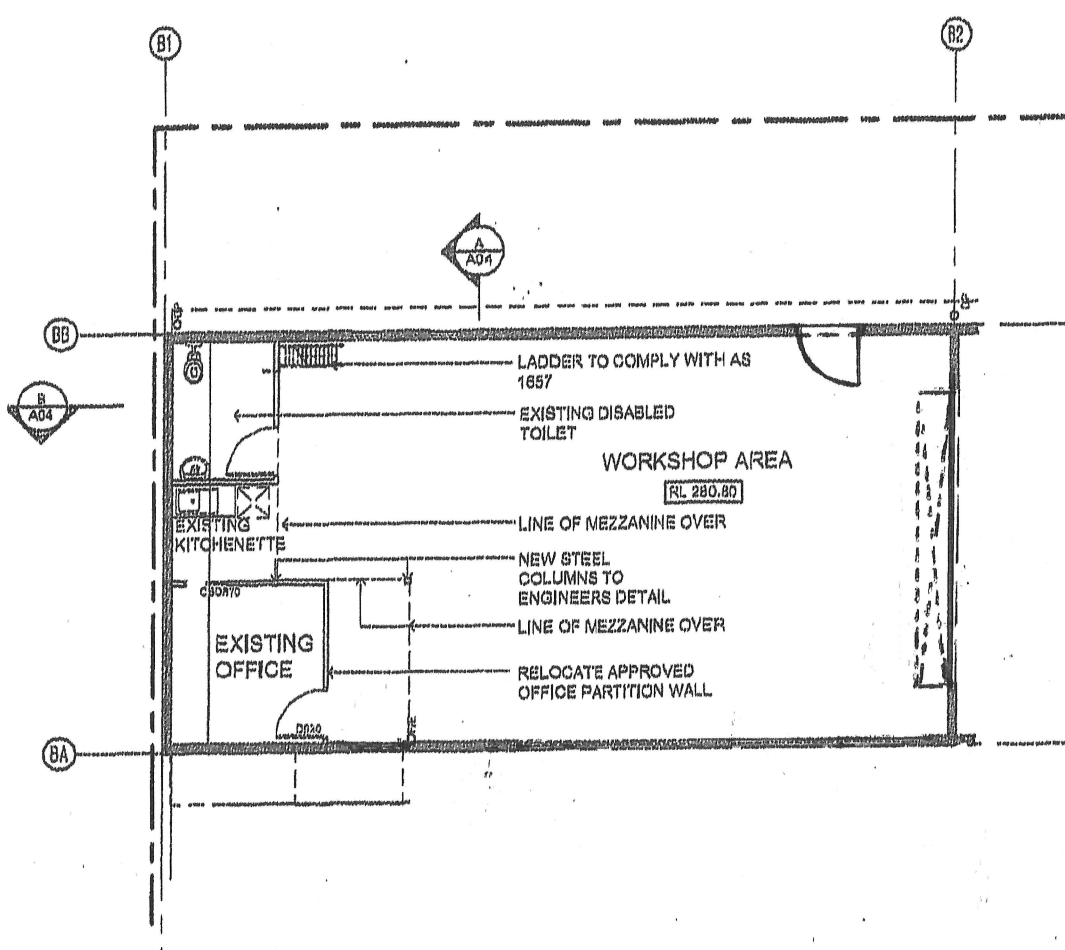 B1
B2
A
A04
BB
B
A04
LADDER TO COMPLY WITH AS
1657
EXISTING DISABLED
TOILET
WORKSHOP AREA
RL 280.80
EXISTING
KITCHENETTE
LINE OF MEZZANINE OVER
NEW STEEL
COLUMNS TO
ENGINEERS DETAIL
LINE OF MEZZANINE OVER
EXISTING
OFFICE
RELOCATE APPROVED
OFFICE PARTITION WALL
BA